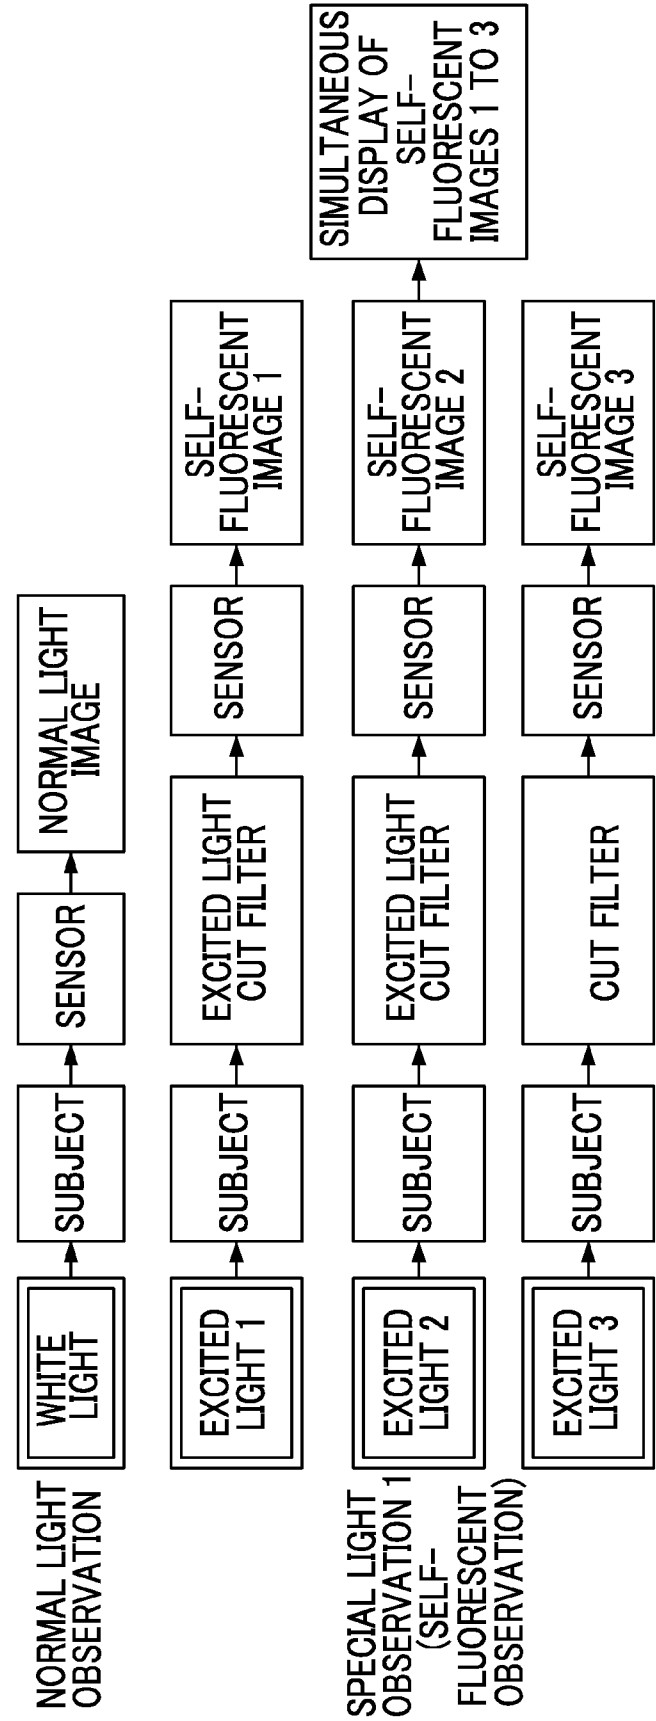 NORMAL LIGHT
OBSERVATION
WHITE
LIGHT
SUBJECT
SENSOR
NORMAL LIGHT
IMAGE
EXCITED
LIGHT 1
SUBJECT
EXCITED LIGHT
CUT FILTER
SENSOR
SELF-
FLUORESCENT
IMAGE 1
SPECIAL LIGHT
OBSERVATION 1
(SELF-
FLUORESCENT
OBSERVATION)
EXCITED
LIGHT 2
SUBJECT
EXCITED LIGHT
CUT FILTER
SENSOR
SELF-
FLUORESCENT
IMAGE 2
SIMULTANEOUS
DISPLAY OF
SELF-
FLUORESCENT
IMAGES 1 TO 3
EXCITED
LIGHT 3
SUBJECT
CUT FILTER
SENSOR
SELF-
FLUORESCENT
IMAGE 3